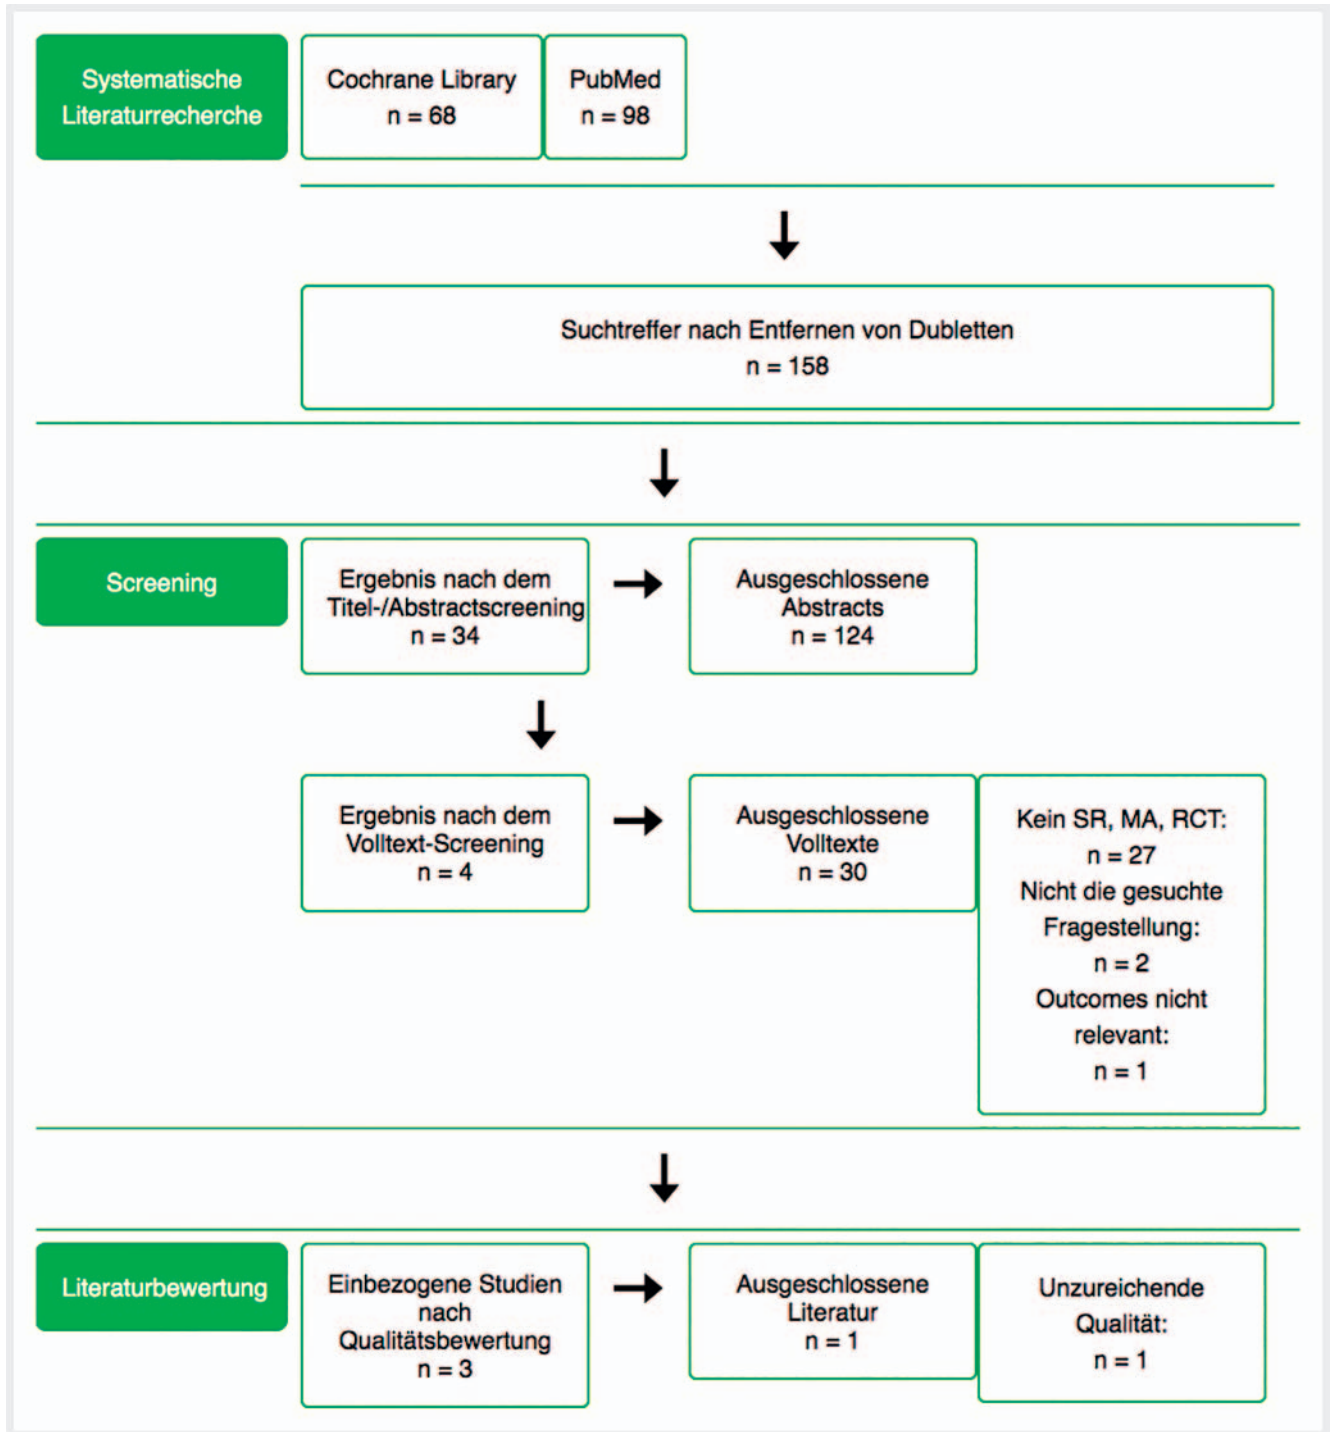 Systematische
Literaturrecherche
Cochrane Library
n = 68
PubMed
n = 98
Suchtreffer nach Entfernen von Dubletten
n = 158
Screening
Ergebnis nach dem
Titel-/Abstractscreening
n = 34
Ausgeschlossene
Abstracts
n = 124
Ergebnis nach dem
Volltext-Screening
n = 4
Ausgeschlossene
Volltexte
n = 30
Kein SR, MA, RCT:
n = 27
Nicht die gesuchte
Fragestellung:
n = 2
Outcomes nicht
relevant:
n = 1
Literaturbewertung
Einbezogene Studien
nach
Qualitätsbewertung
n = 3
Ausgeschlossene
Literatur
n = 1
Unzureichende
Qualität:
n = 1